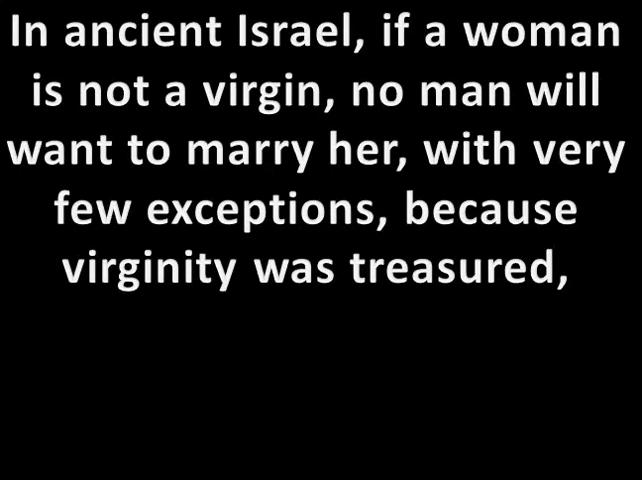 In ancient Israel, if a woman
is not a virgin, no man will
want to marry her, with very
few exceptions, because
virginity was treasured,